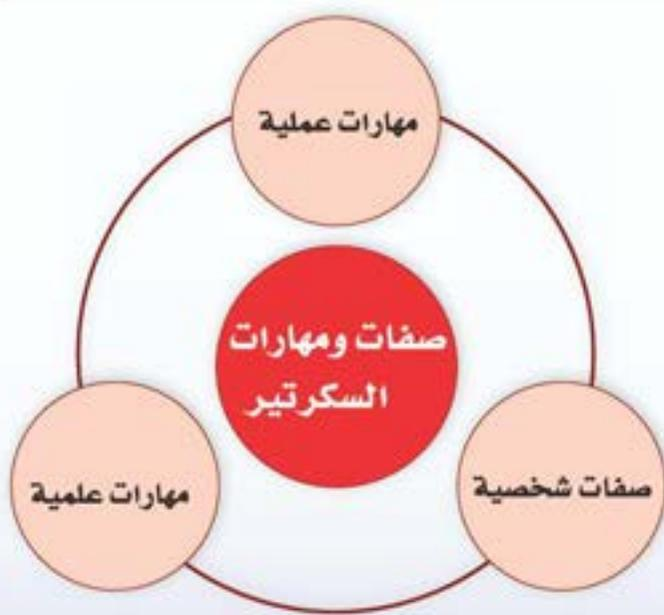 مهارات عملية
صفات ومهارات
السكرتير
صفات شخصية
مهارات علمية